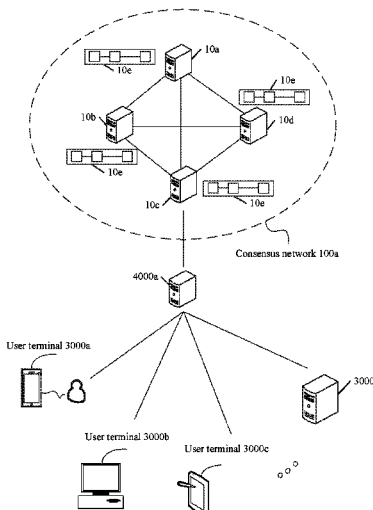 10a
10e
10e
10b
10d
10e
10c
10e
Consensus network 100a
4000a
User terminal 3000a
3000
User terminal 3000b
User terminal 3000c